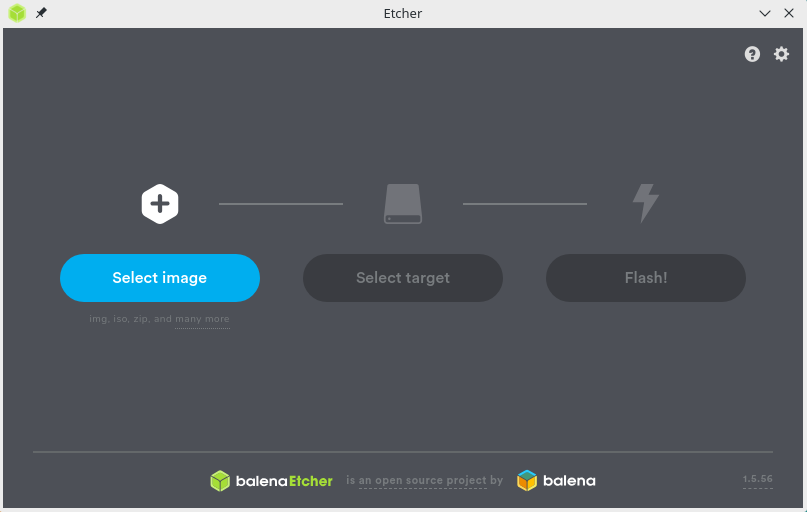 Etcher
Select image
Select target
Flash!
img, iso, zip, and many more
balenaEtcher is an open source project by balena
1.5.56